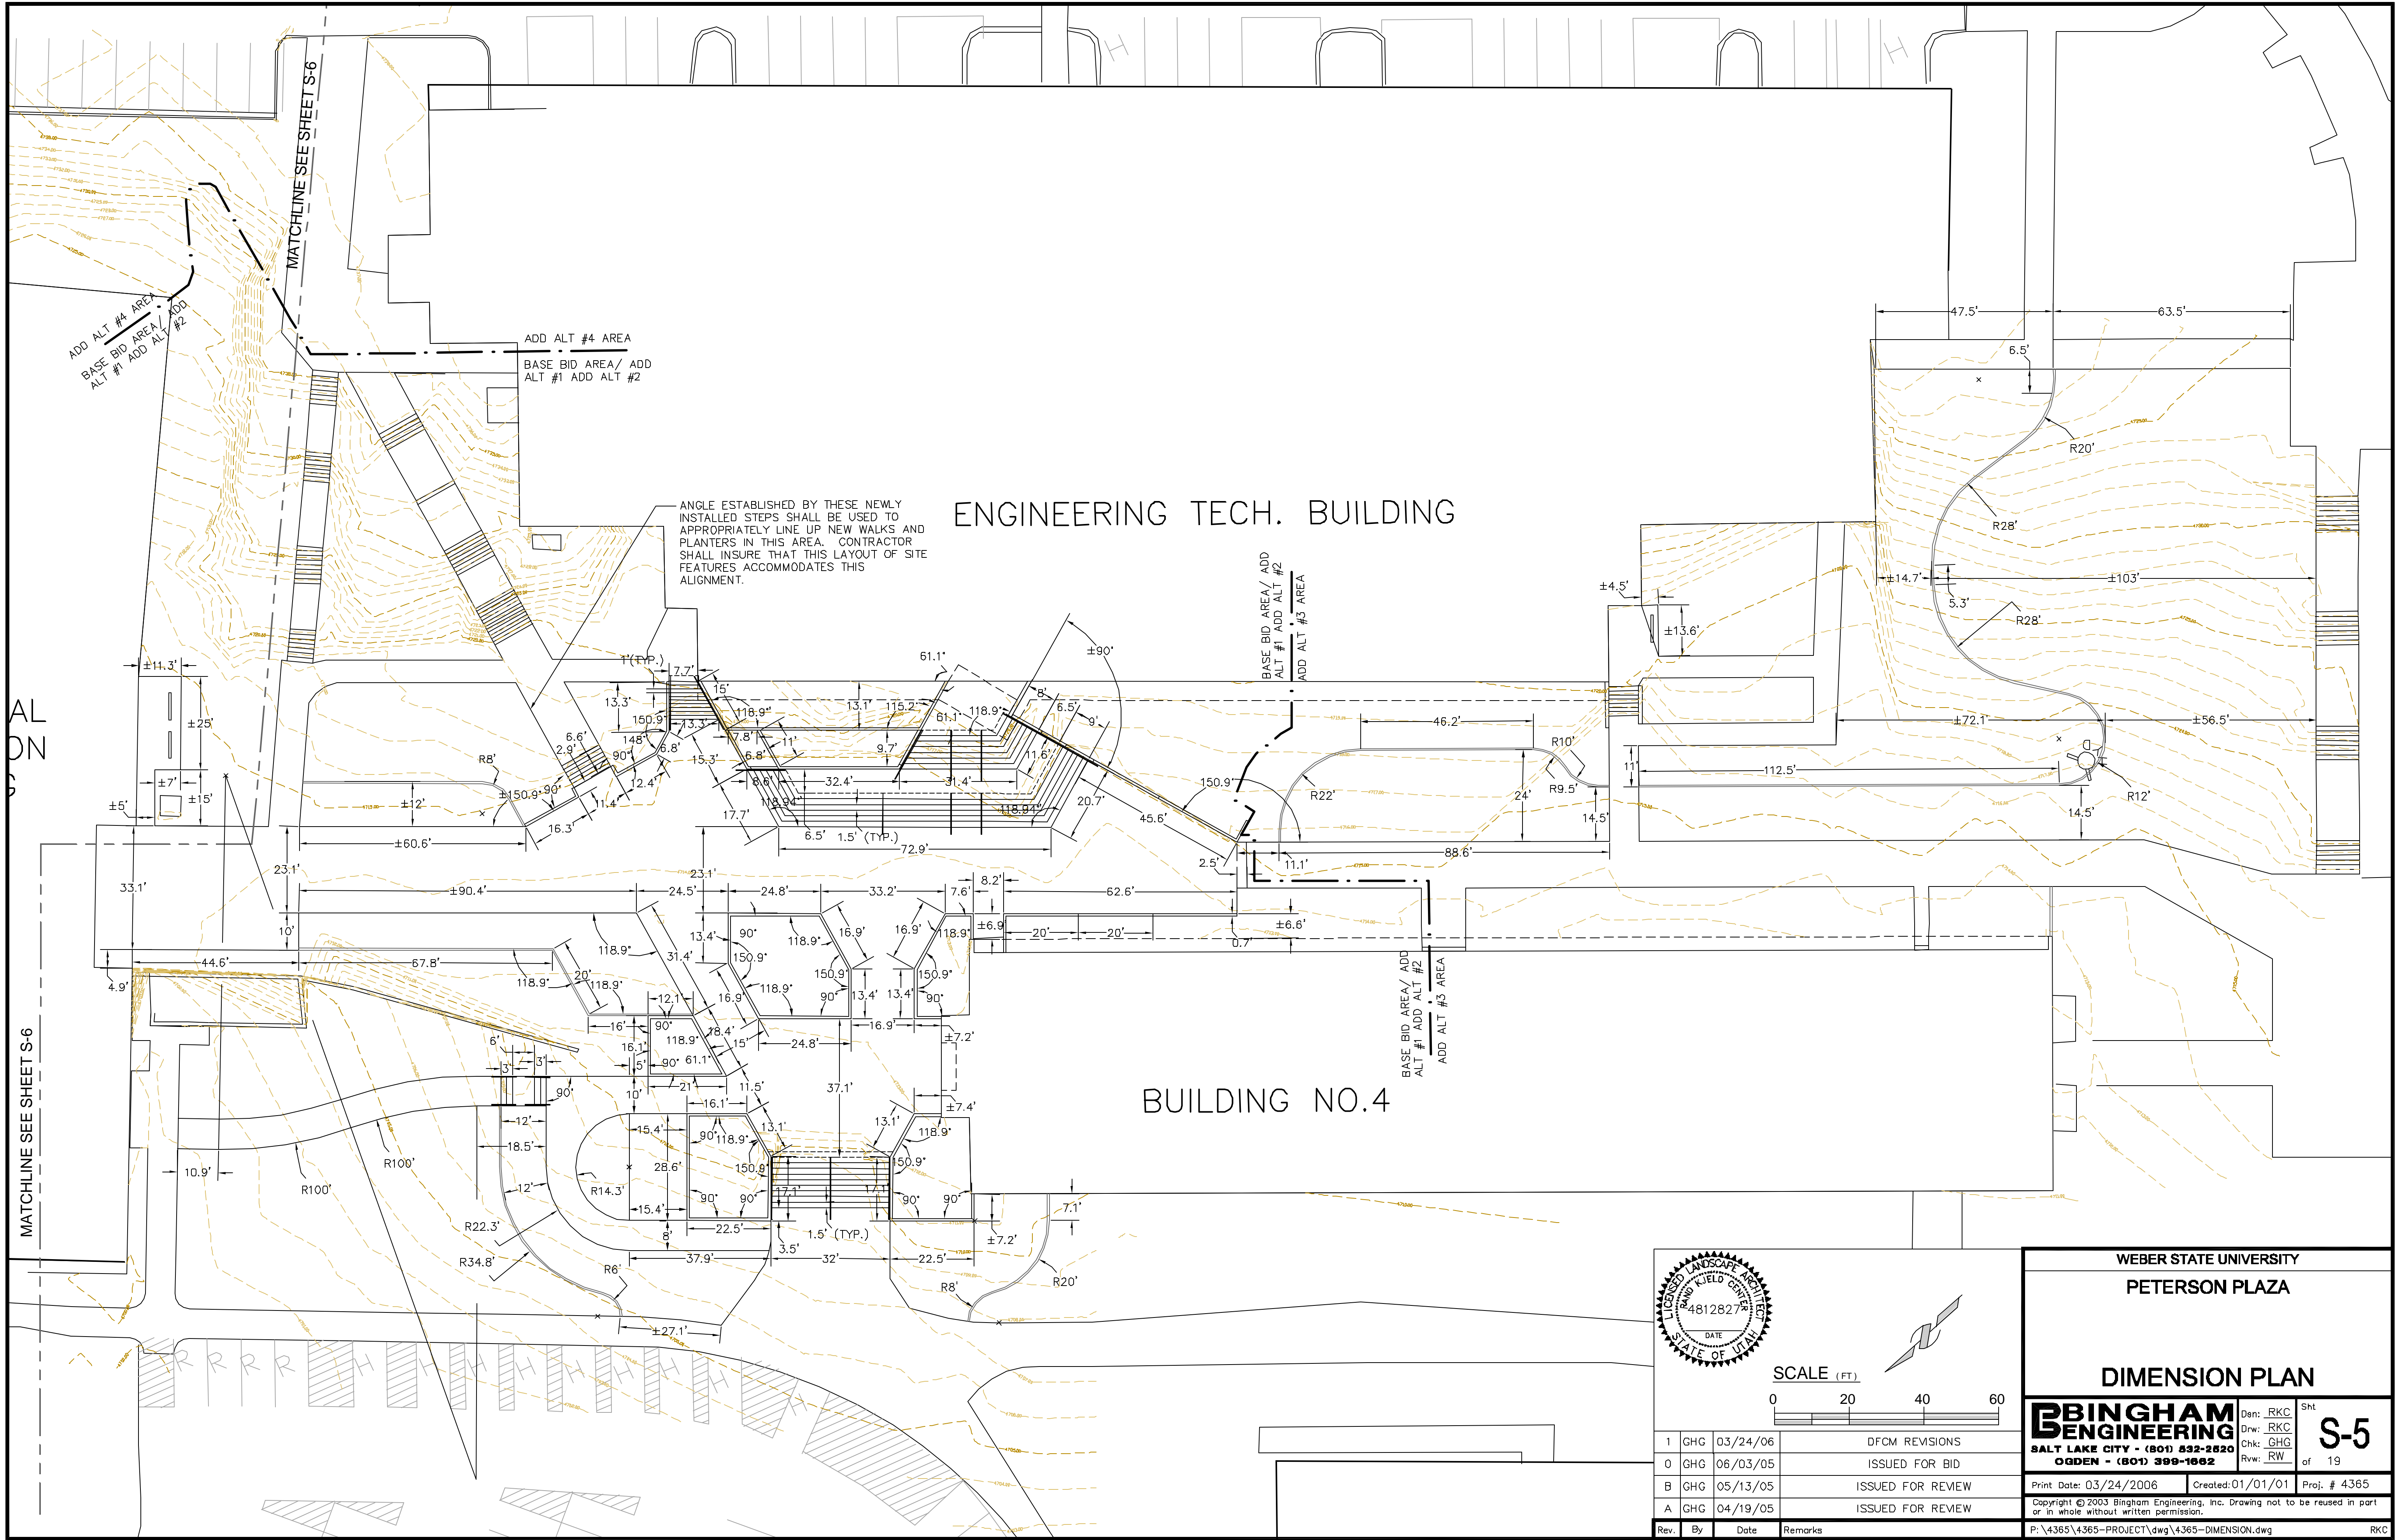 MATCHLINE SEE SHEET S-6
ADD ALT #4 AREA
BASE BID AREA/ ADD
ALT #1 ADD ALT #2
ADD ALT #4 AREA
BASE BID AREA/ ADD
ALT #1 ADD ALT #2
ANGLE ESTABLISHED BY THESE NEWLY
INSTALLED STEPS SHALL BE USED TO
APPROPRIATELY LINE UP NEW WALKS AND
PLANTERS IN THIS AREA. CONTRACTOR
SHALL INSURE THAT THIS LAYOUT OF SITE
FEATURES ACCOMMODATES THIS
ALIGNMENT.
ENGINEERING TECH. BUILDING
BASE BID AREA/ ADD
ALT #1 ADD ALT #2
ADD ALT #3 AREA
47.5'
63.5'
6.5'
R20'
R28'
±14.7'
±103'
5.3'
R28'
±4.5'
±13.6'
±72.1'
±56.5'
11'
112.5'
R12'
14.5'
AL
ON
G
±11.3'
±25'
±7'
±15'
±5'
R8'
±12'
±150.9°
90°
±60.6'
16.3'
11.4'
12.4'
6.6'
2.9'
90°
148°
6.8'
150.9°
13.3'
13.3'
1'(TYP.)
7.7'
15'
118.9°
15.3'
7.8'
11'
6.8'
8.6'
118.94°
17.7'
6.5'
1.5' (TYP.)
72.9'
32.4'
31.4'
9.7'
13.1'
115.2°
61.1°
61.1°
118.9°
8'
6.5'
9'
±90°
11.6'
118.94°
20.7'
45.6'
150.9°
2.5'
11.1'
88.6'
R22'
46.2'
24'
R10'
R9.5'
14.5'
33.1'
23.1'
10'
±90.4'
24.5'
23.1'
24.8'
33.2'
7.6'
8.2'
62.6'
±6.9
20'
20'
0.7'
±6.6'
44.6'
4.9'
67.8'
118.9°
118.9°
20'
118.9°
31.4'
13.4'
90°
118.9°
16.9'
150.9°
150.9°
118.9°
90°
13.4'
16.9'
16.9'
118.9°
150.9°
13.4'
90°
16.9'
±7.2'
12.1'
16'
16.1'
90°
118.9°
18.4'
15'
61.1°
90°
5'
21'
24.8'
11.5'
37.1'
±7.4'
10'
16.1'
6'
3'
3'
90°
12'
18.5'
12'
15.4'
28.6'
15.4'
R14.3'
90°
118.9°
13.1'
150.9°
90°
90°
22.5'
8'
37.9'
3.5'
17.1'
17.1'
1.5' (TYP.)
32'
22.5'
13.1'
118.9°
150.9°
90°
90°
±7.2'
7.1'
R20'
R8'
R100'
R100'
10.9'
R22.3'
R34.8'
R6'
±27.1'
BASE BID AREA/ ADD
ALT #1 ADD ALT #2
ADD ALT #3 AREA
BUILDING NO.4
MATCHLINE SEE SHEET S-6
R R R R H H H H H H H
H H
LICENSED LANDSCAPE ARCHITECT
RAND KJELD CENTER
4812827
DATE
STATE OF UTAH
SCALE (FT)
0 20 40 60
1 GHG 03/24/06 DFCM REVISIONS
0 GHG 06/03/05 ISSUED FOR BID
B GHG 05/13/05 ISSUED FOR REVIEW
A GHG 04/19/05 ISSUED FOR REVIEW
Rev. By Date Remarks
WEBER STATE UNIVERSITY
PETERSON PLAZA
DIMENSION PLAN
BINGHAM
ENGINEERING
SALT LAKE CITY - (801) 532-2520
OGDEN - (801) 399-1662
Dsn: RKC
Drw: RKC
Chk: GHG
Rvw: RW
Sht
S-5
of 19
Print Date: 03/24/2006
Created: 01/01/01
Proj. # 4365
Copyright © 2003 Bingham Engineering, Inc. Drawing not to be reused in part
or in whole without written permission.
P:\4365\4365-PROJECT\dwg\4365-DIMENSION.dwg RKC